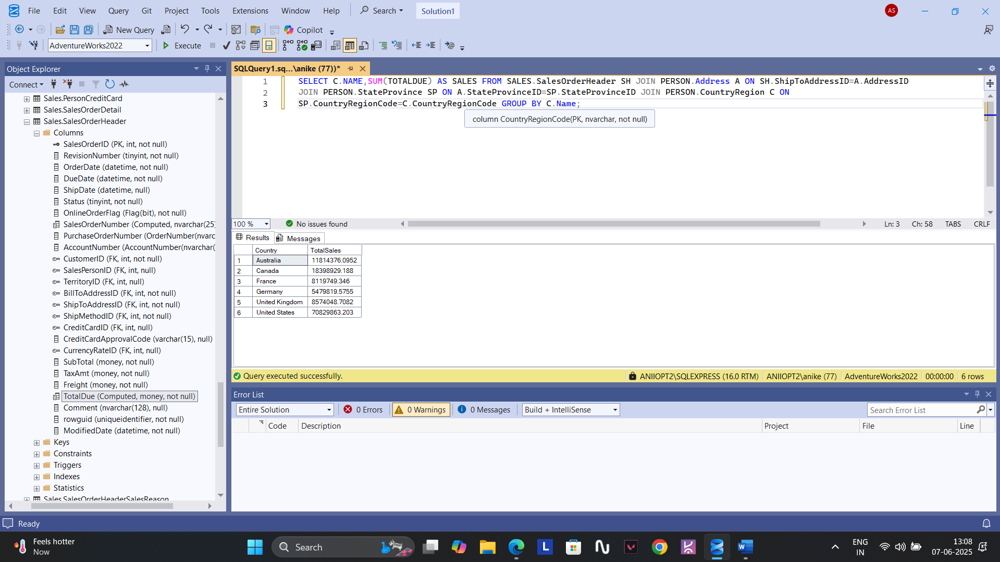 File Edit View Query Git Project Tools Extensions Window Help Search Solution1 AS
New Query Copilot
AdventureWorks2022 Execute
Object Explorer
Connect
Sales.PersonCreditCard
Sales.SalesOrderDetail
Sales.SalesOrderHeader
Columns
SalesOrderID (PK, int, not null)
RevisionNumber (tinyint, not null)
OrderDate (datetime, not null)
DueDate (datetime, not null)
ShipDate (datetime, null)
Status (tinyint, not null)
OnlineOrderFlag (Flag(bit), not null)
SalesOrderNumber (Computed, nvarchar(25)
PurchaseOrderNumber (OrderNumber(nvarc
AccountNumber (AccountNumber(nvarchar(
CustomerID (FK, int, not null)
SalesPersonID (FK, int, null)
TerritoryID (FK, int, null)
BillToAddressID (FK, int, not null)
ShipToAddressID (FK, int, not null)
ShipMethodID (FK, int, not null)
CreditCardID (FK, int, null)
CreditCardApprovalCode (varchar(15), null)
CurrencyRateID (FK, int, null)
SubTotal (money, not null)
TaxAmt (money, not null)
Freight (money, not null)
TotalDue (Computed, money, not null)
Comment (nvarchar(128), null)
rowguid (uniqueidentifier, not null)
ModifiedDate (datetime, not null)
Keys
Constraints
Triggers
Indexes
Statistics
Sales.SalesOrderHeaderSalesReason
SQLQuery1.sq...\anike (77))*
1 SELECT C.NAME,SUM(TOTALDUE) AS SALES FROM SALES.SalesOrderHeader SH JOIN PERSON.Address A ON SH.ShipToAddressID=A.AddressID
2 JOIN PERSON.StateProvince SP ON A.StateProvinceID=SP.StateProvinceID JOIN PERSON.CountryRegion C ON
3 SP.CountryRegionCode=C.CountryRegionCode GROUP BY C.Name;
column CountryRegionCode(PK, nvarchar, not null)
100 % No issues found Ln: 3 Ch: 58 TABS CRLF
Results Messages
Country TotalSales
1 Australia 11814376.0952
2 Canada 18398929.188
3 France 8119749.346
4 Germany 5479819.5755
5 United Kingdom 8574048.7082
6 United States 70829863.203
Query executed successfully. ANIIOPT2\SQLEXPRESS (16.0 RTM) ANIIOPT2\anike (77) AdventureWorks2022 00:00:00 6 rows
Error List
Entire Solution 0 Errors 0 Warnings 0 Messages Build + IntelliSense Search Error List
Code Description Project File Line
Ready
Feels hotter
Now
Search
ENG
IN
13:08
07-06-2025